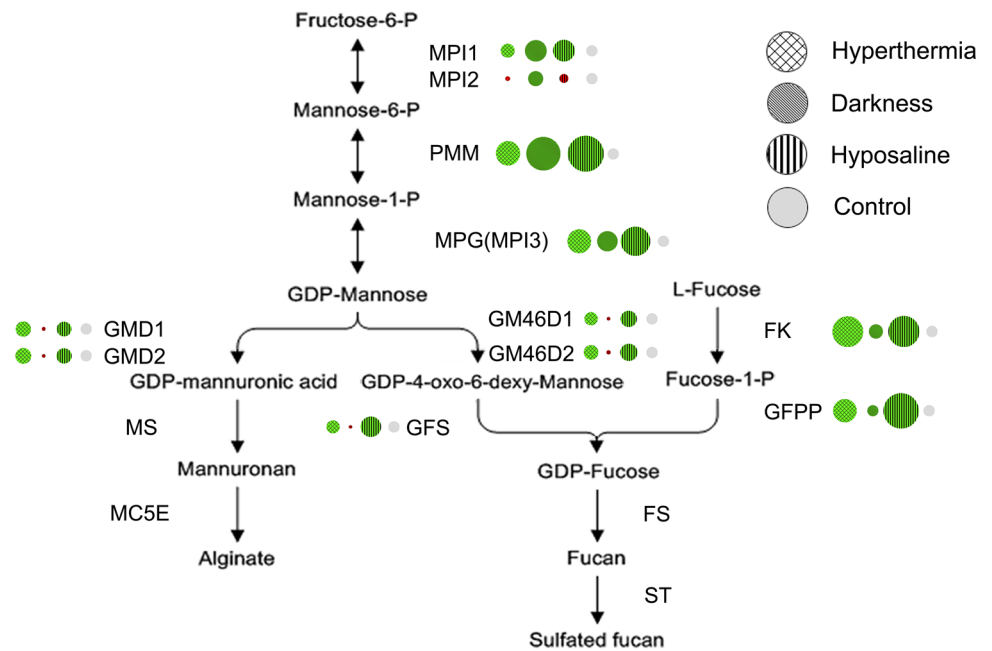 Fructose-6-P
MPI1
MPI2
Mannose-6-P
PMM
Mannose-1-P
MPG(MPI3)
GDP-Mannose
L-Fucose
GMD1
GMD2
GM46D1
GM46D2
FK
GDP-mannuronic acid
GDP-4-oxo-6-dexy-Mannose
Fucose-1-P
GFPP
MS
GFS
Mannuronan
GDP-Fucose
MC5E
FS
Alginate
Fucan
ST
Sulfated fucan
Hyperthermia
Darkness
Hyposaline
Control